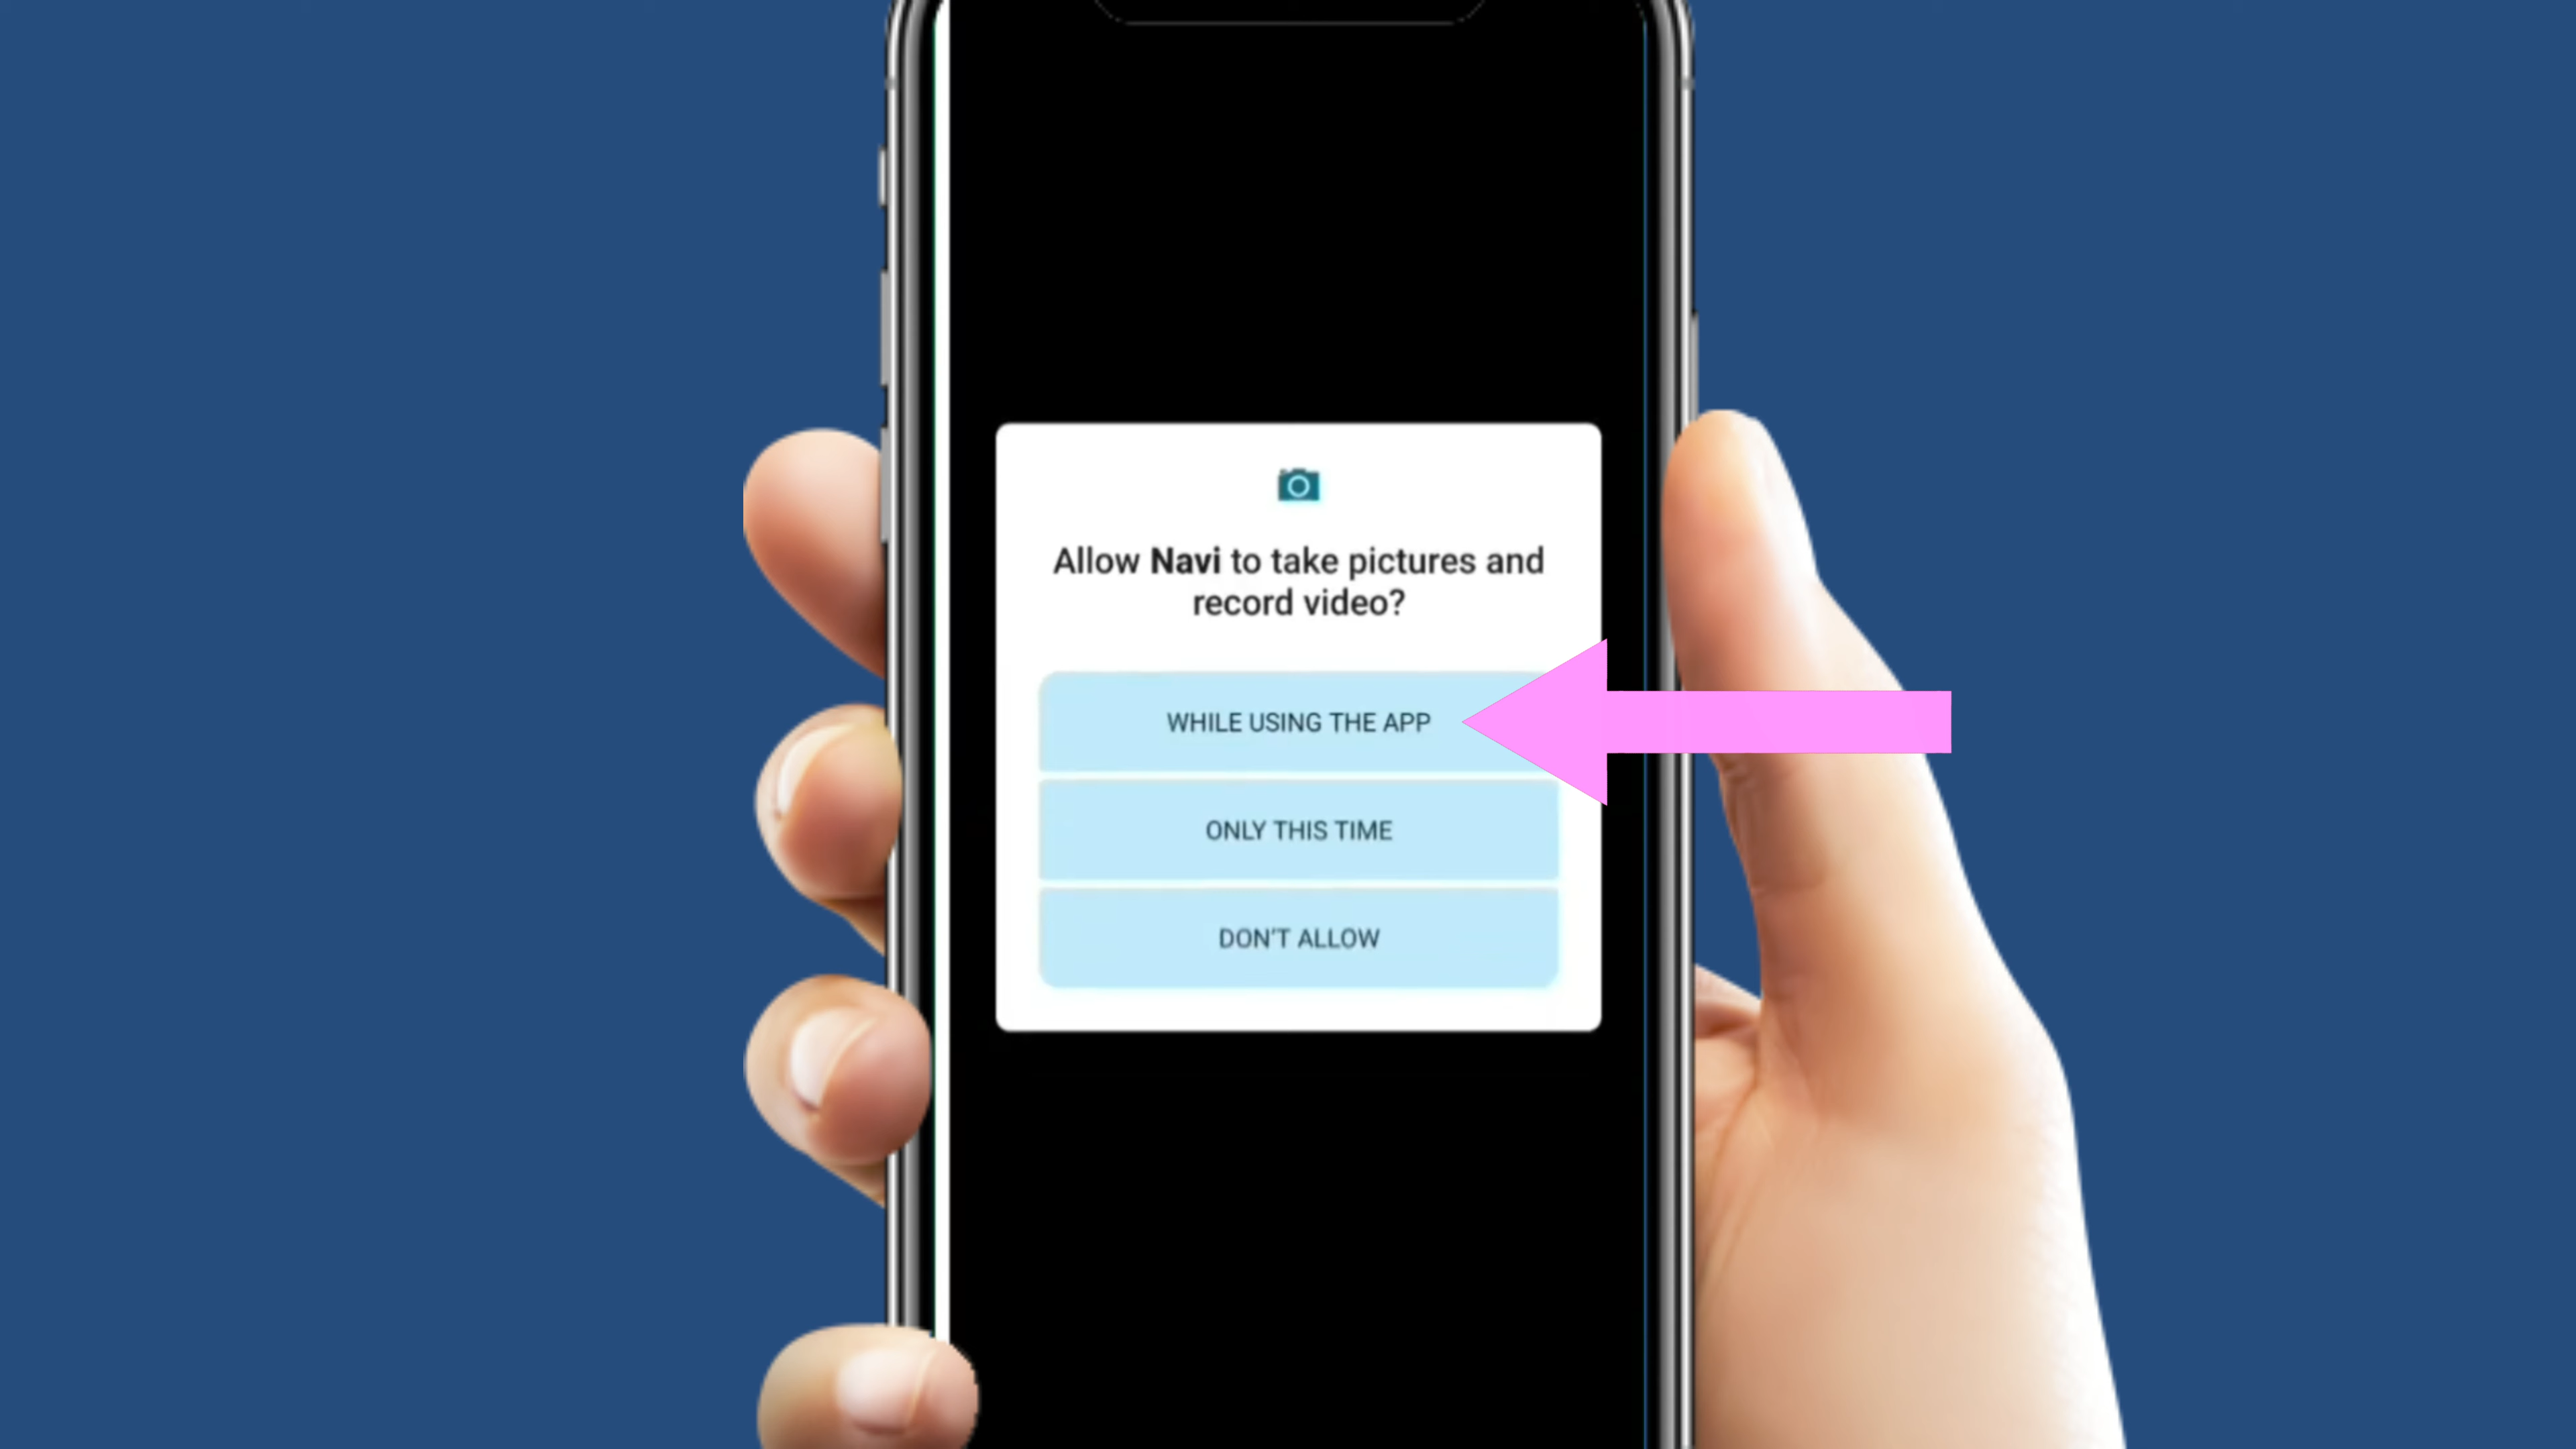 Allow Navi to take pictures and
record video?
WHILE USING THE APP
ONLY THIS TIME
DON'T ALLOW